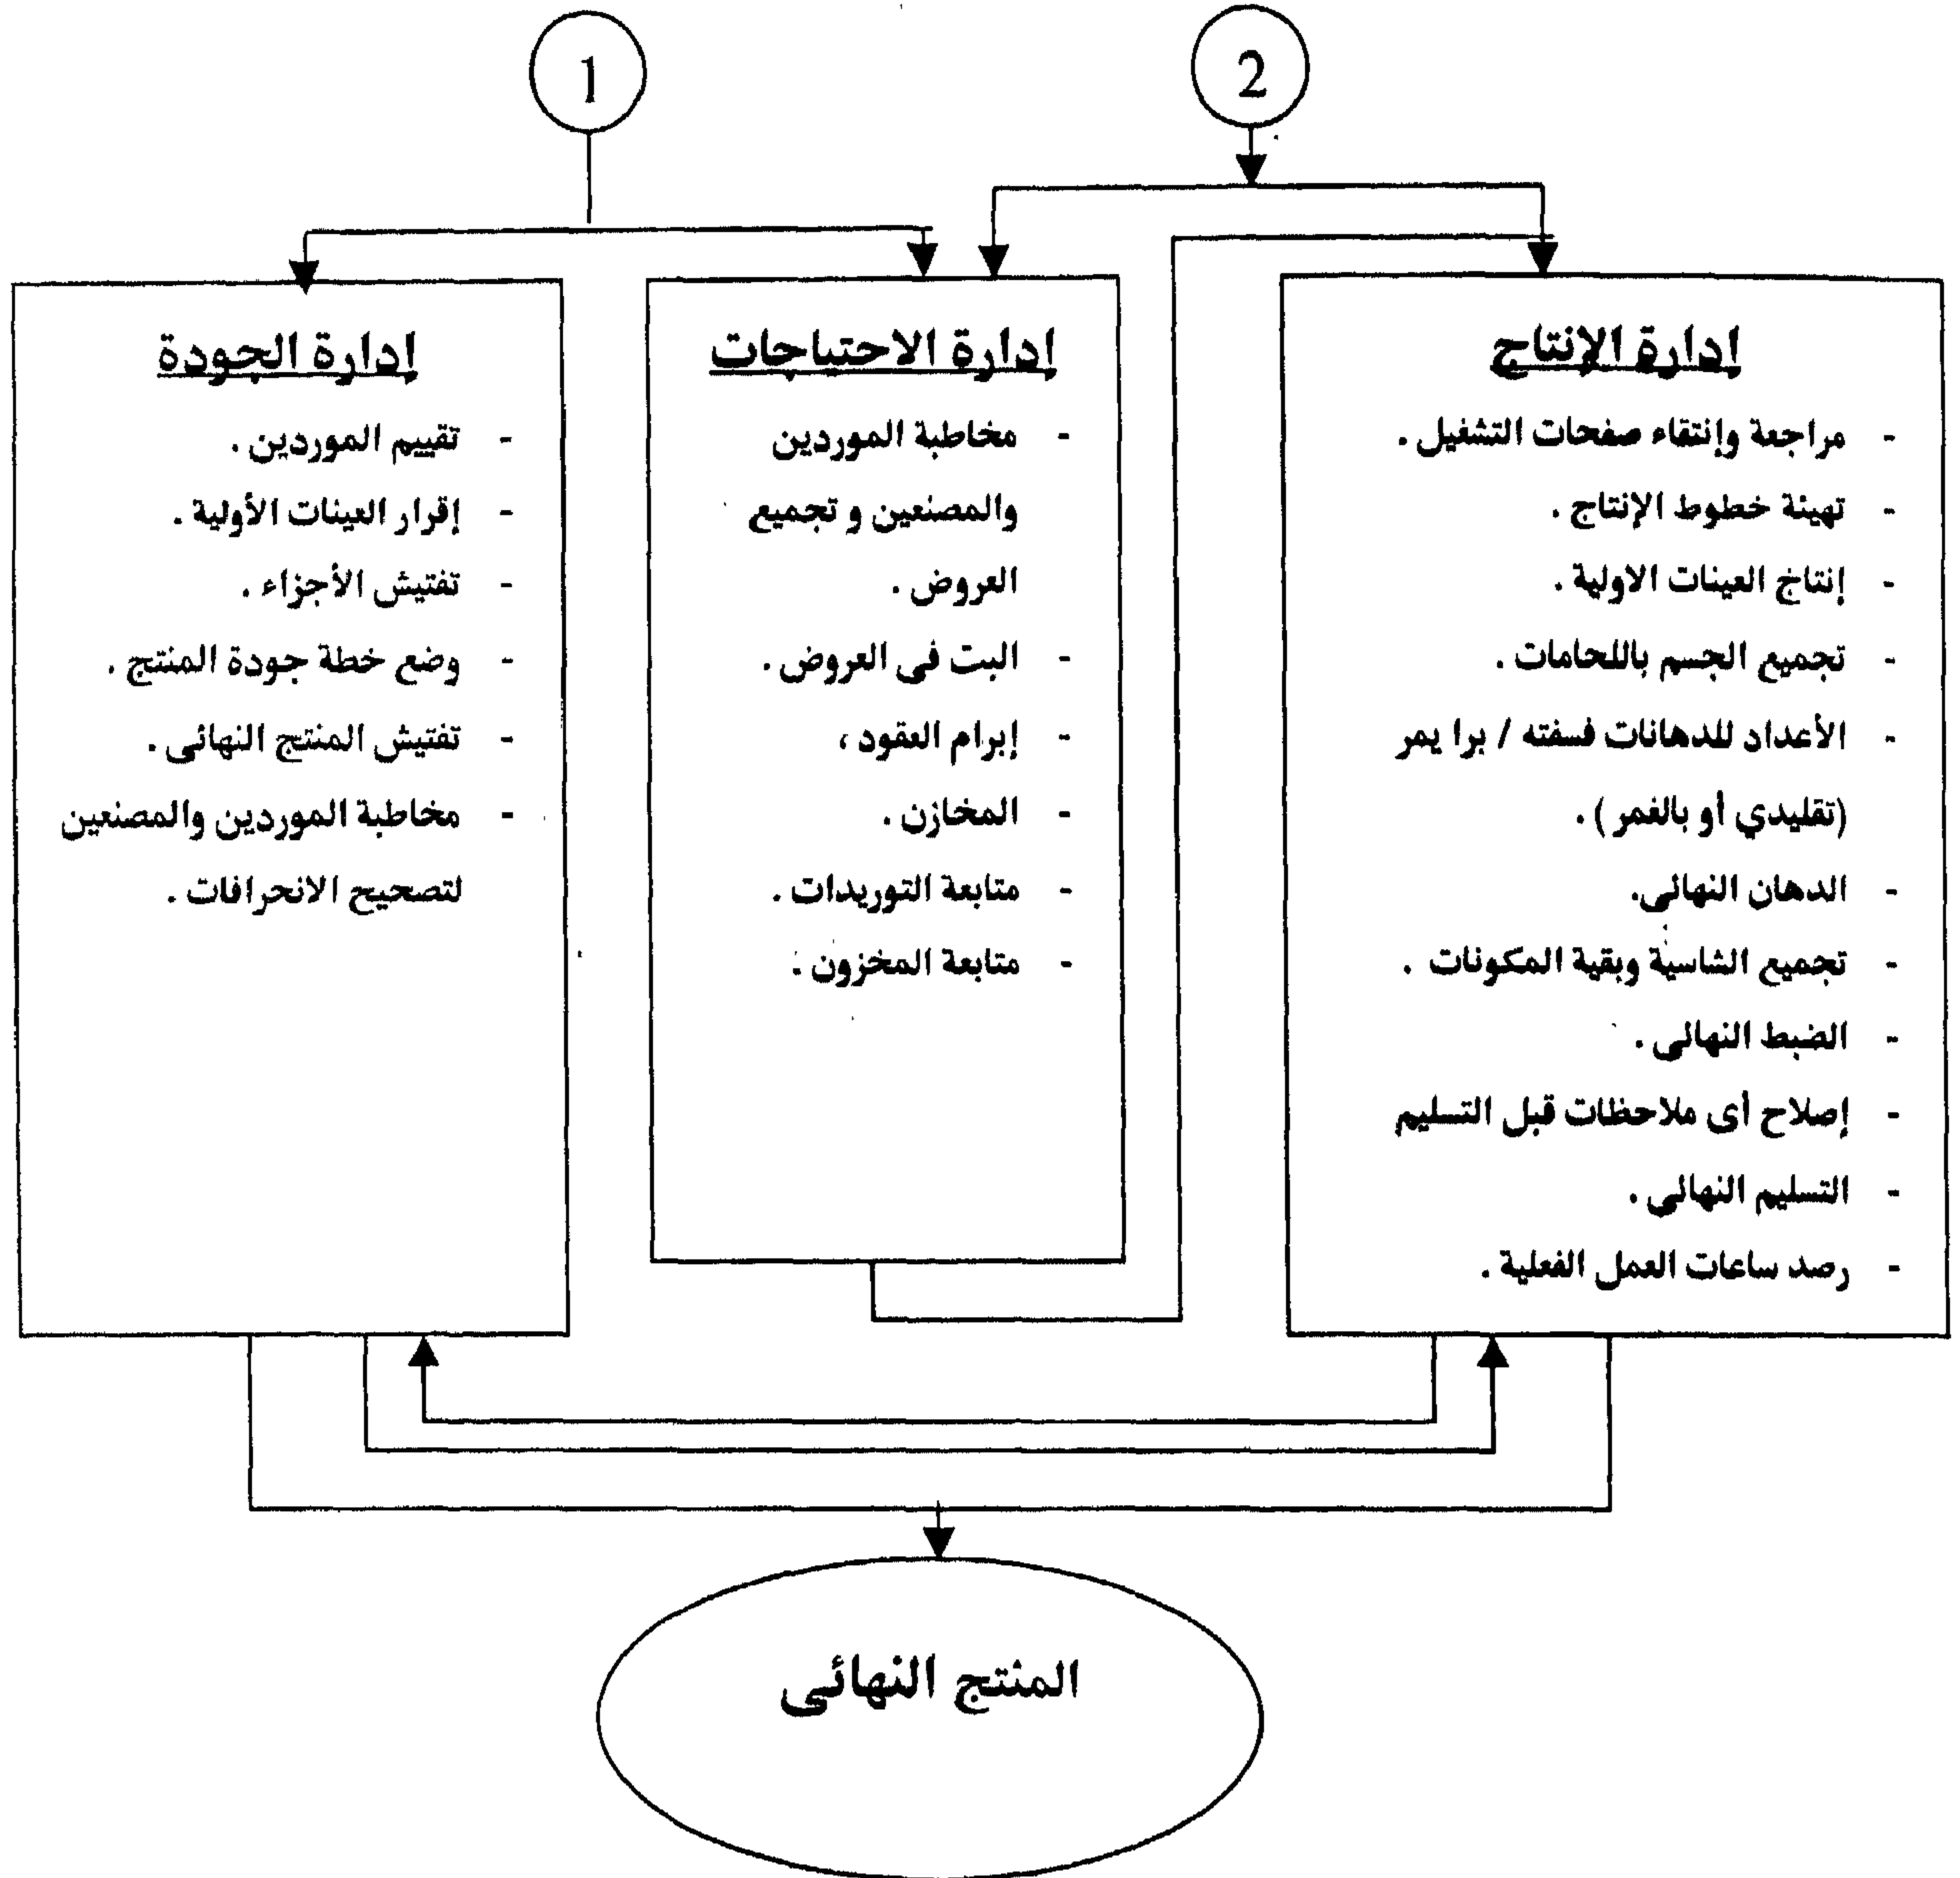 1
2
إدارة الإنتاج
- مراجعة وإنتقاء صفحات التشغيل .
- تهيئة خطوط الإنتاج .
- إنتاج العينات الاولية .
- تجميع الجسم باللحامات .
- الأعداد للدهانات فسفته / برا يمر
(تقليدي أو بالغمر) .
- الدهان النهائى.
- تجميع الشاسية وبقية المكونات .
- الضبط النهائى .
- إصلاح أى ملاحظات قبل التسليم
- التسليم النهائى .
- رصد ساعات العمل الفعلية .
إدارة الاحتياجات
- مخاطبة الموردين
والمصنعين و تجميع
العروض .
- البت فى العروض .
- إبرام العقود ،
- المخازن .
- متابعة التوريدات .
- متابعة المخزون .
إدارة الجودة
- تقييم الموردين .
- إقرار العينات الأولية .
- تفتيش الأجزاء .
- وضع خطة جودة المنتج .
- تفتيش المنتج النهائى .
- مخاطبة الموردين والمصنعين
لتصحيح الانحرافات .
المنتج النهائى